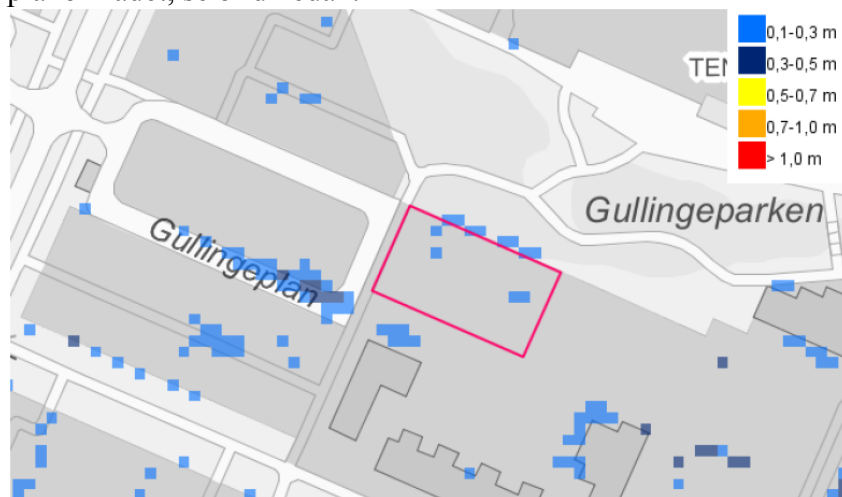 0,1-0,3 m
0,3-0,5 m
TEN
0,5-0,7 m
0,7-1,0 m
> 1,0 m
Gullingeparken
Gullingeplan